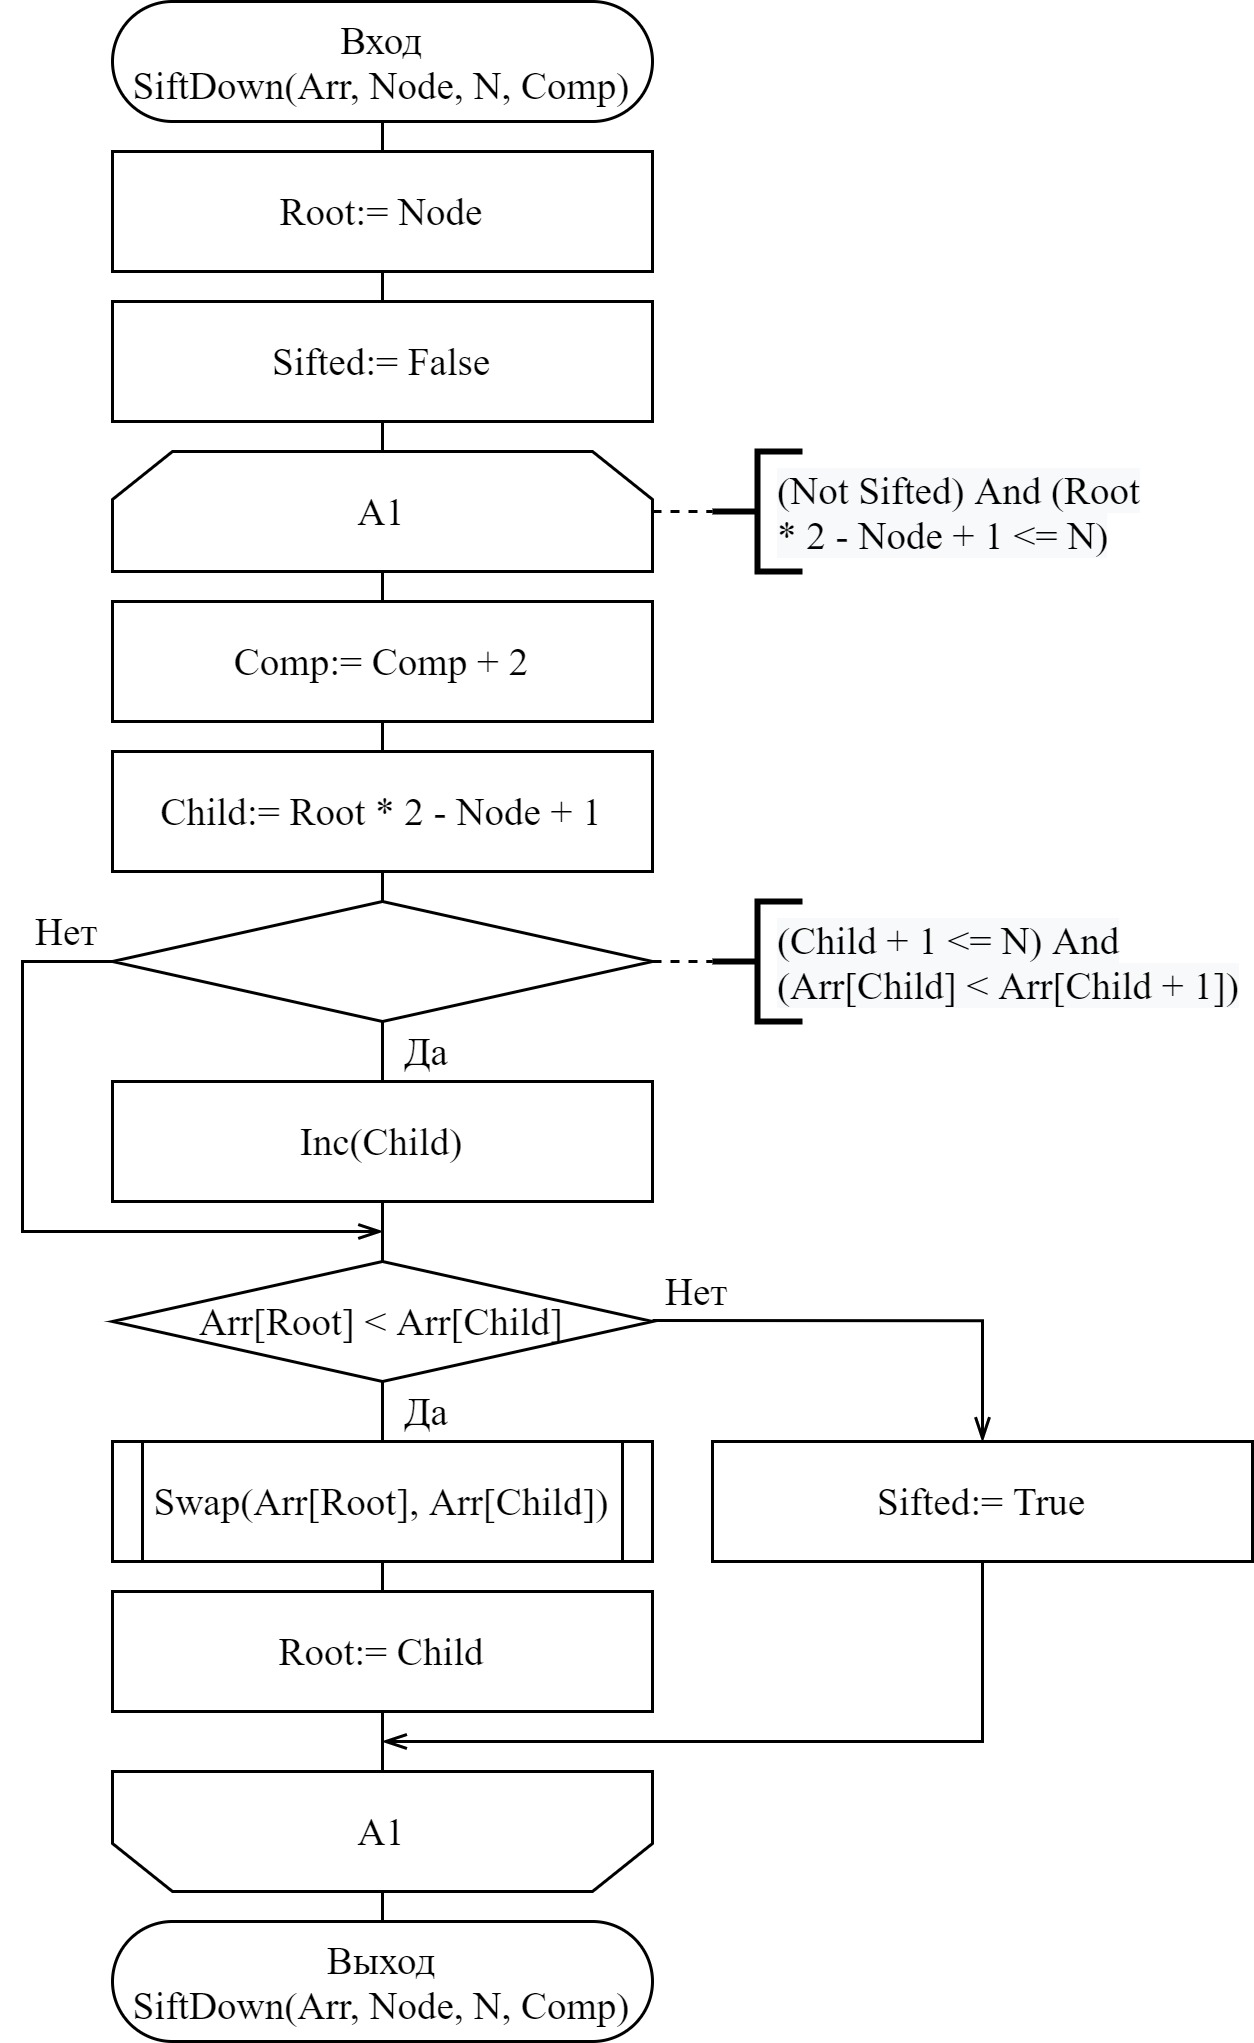 Вход
SiftDown(Arr, Node, N, Comp)
Root:= Node
Sifted:= False
A1
(Not Sifted) And (Root
* 2 - Node + 1 <= N)
Comp:= Comp + 2
Child:= Root * 2 - Node + 1
Нет
(Child + 1 <= N) And
(Arr[Child] < Arr[Child + 1])
Да
Inc(Child)
Arr[Root] < Arr[Child]
Нет
Да
Swap(Arr[Root], Arr[Child])
Sifted:= True
Root:= Child
A1
Выход
SiftDown(Arr, Node, N, Comp)